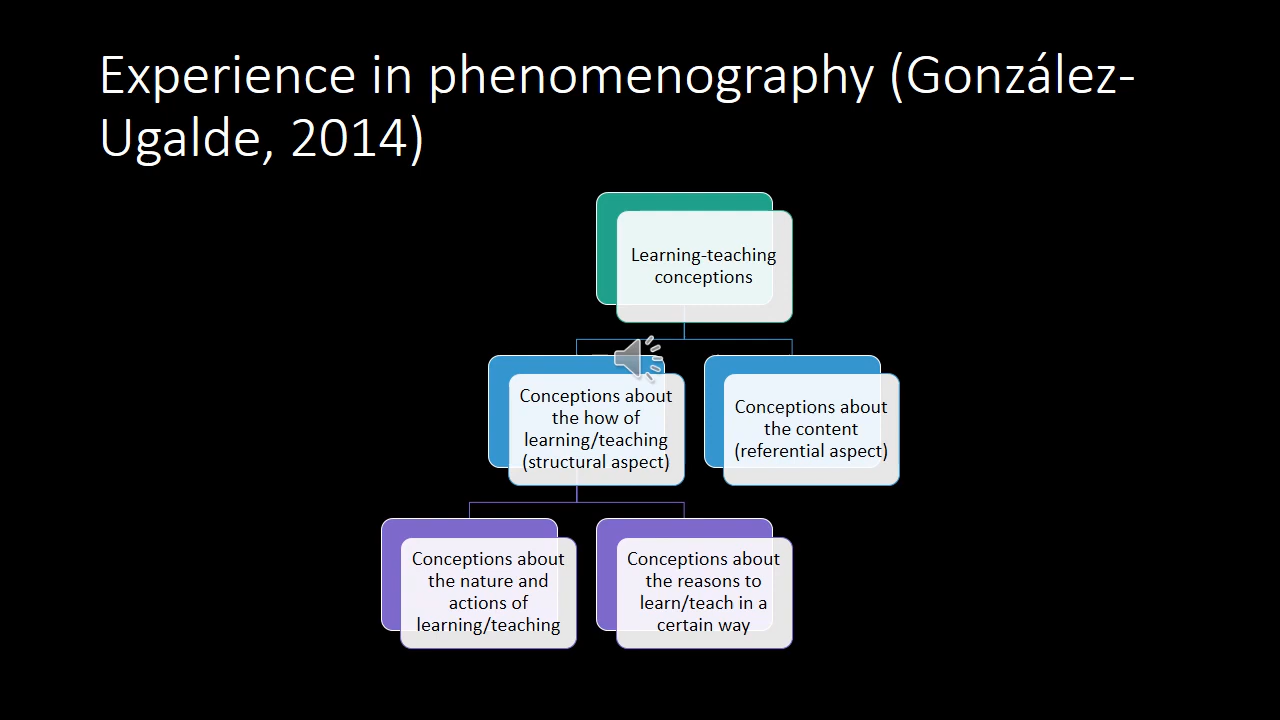 Experience in phenomenography (González-
Ugalde, 2014)
Learning-teaching
conceptions
Conceptions about
the how of
learning/teaching
(structural aspect)
Conceptions about
the content
(referential aspect)
Conceptions about
the nature and
actions of
learning/teaching
Conceptions about
the reasons to
learn/teach in a
certain way